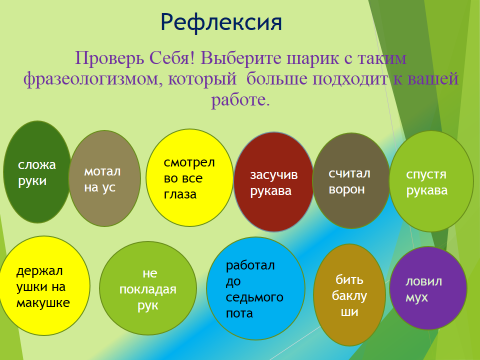 Рефлексия
Проверь Себя! Выберите шарик с таким
фразеологизмом, который больше подходит к вашей
работе.
сложа
руки
мотал
на ус
смотрел
во все
глаза
засучив
рукава
считал
ворон
спустя
рукава
держал
ушки на
макушке
не
покладая
рук
работал
до
седьмого
пота
бить
баклу
ши
ловил
мух